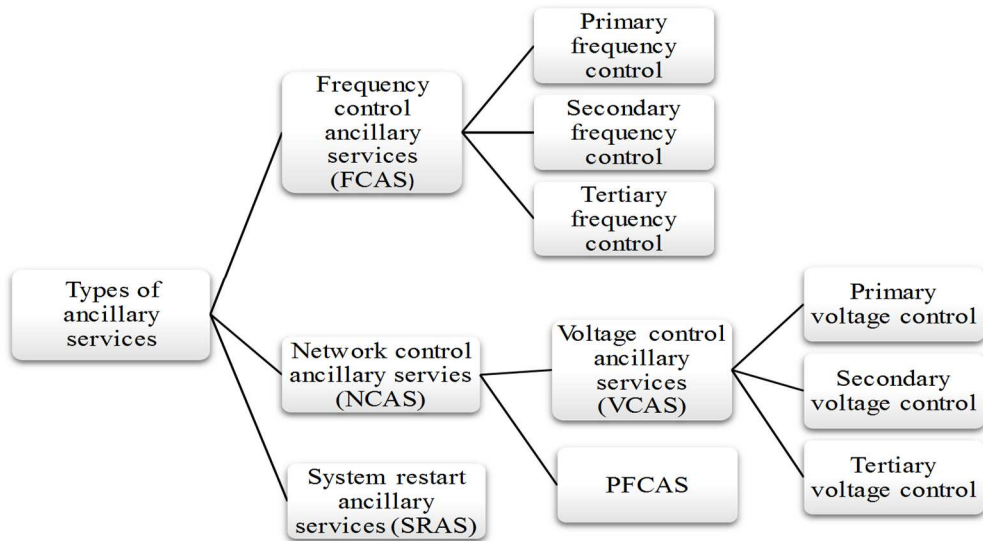 Types of
ancillary
services
Frequency
control
ancillary
services
(FCAS)
Primary
frequency
control
Secondary
frequency
control
Tertiary
frequency
control
Network control
ancillary servies
(NCAS)
Voltage control
ancillary
services
(VCAS)
Primary
voltage control
Secondary
voltage control
Tertiary
voltage control
PFCAS
System restart
ancillary
services (SRAS)